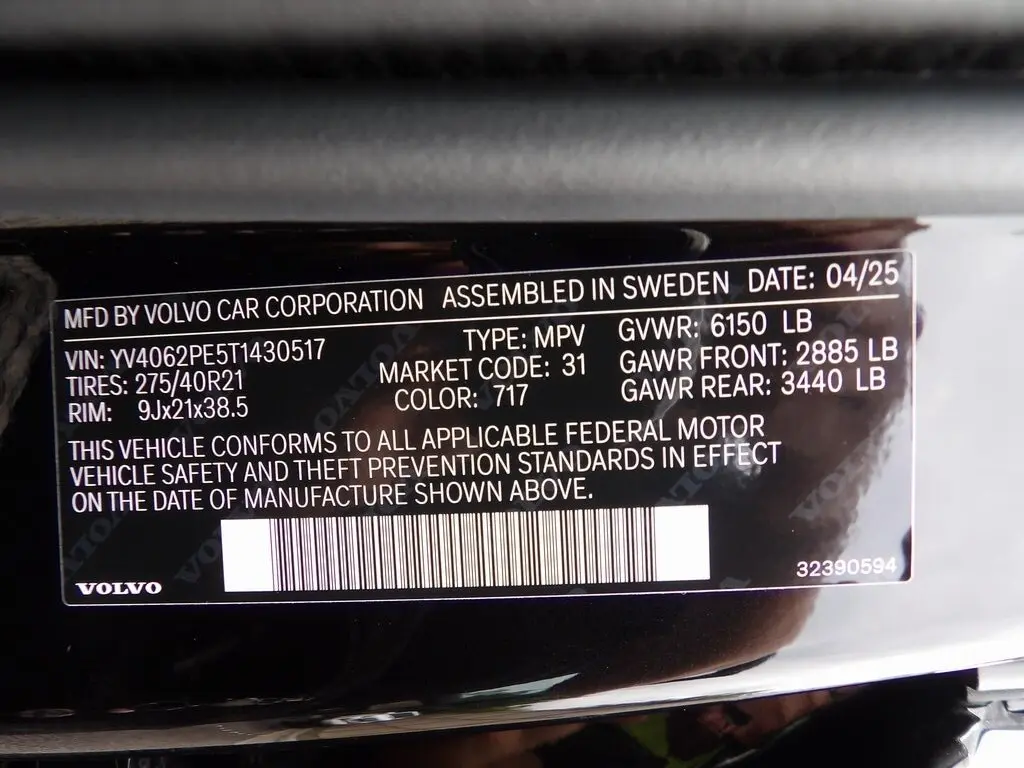 MFD BY VOLVO CAR CORPORATION ASSEMBLED IN SWEDEN DATE: 04/25
VIN: YV4062PE5T1430517 TYPE: MPV GVWR: 6150 LB
TIRES: 275/40R21 MARKET CODE: 31 GAWR FRONT: 2885 LB
RIM: 9Jx21x38.5 COLOR: 717 GAWR REAR: 3440 LB
THIS VEHICLE CONFORMS TO ALL APPLICABLE FEDERAL MOTOR
VEHICLE SAFETY AND THEFT PREVENTION STANDARDS IN EFFECT
ON THE DATE OF MANUFACTURE SHOWN ABOVE.
VOLVO 32390594